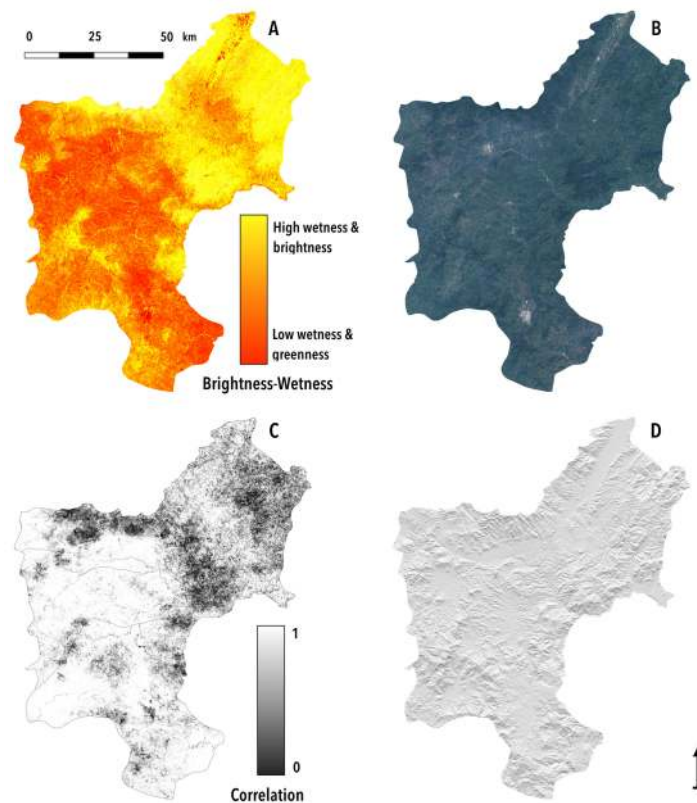 A
B
0 25 50 km
High wetness &
brightness
Low wetness &
greenness
Brightness-Wetness
C
D
1
0
Correlation